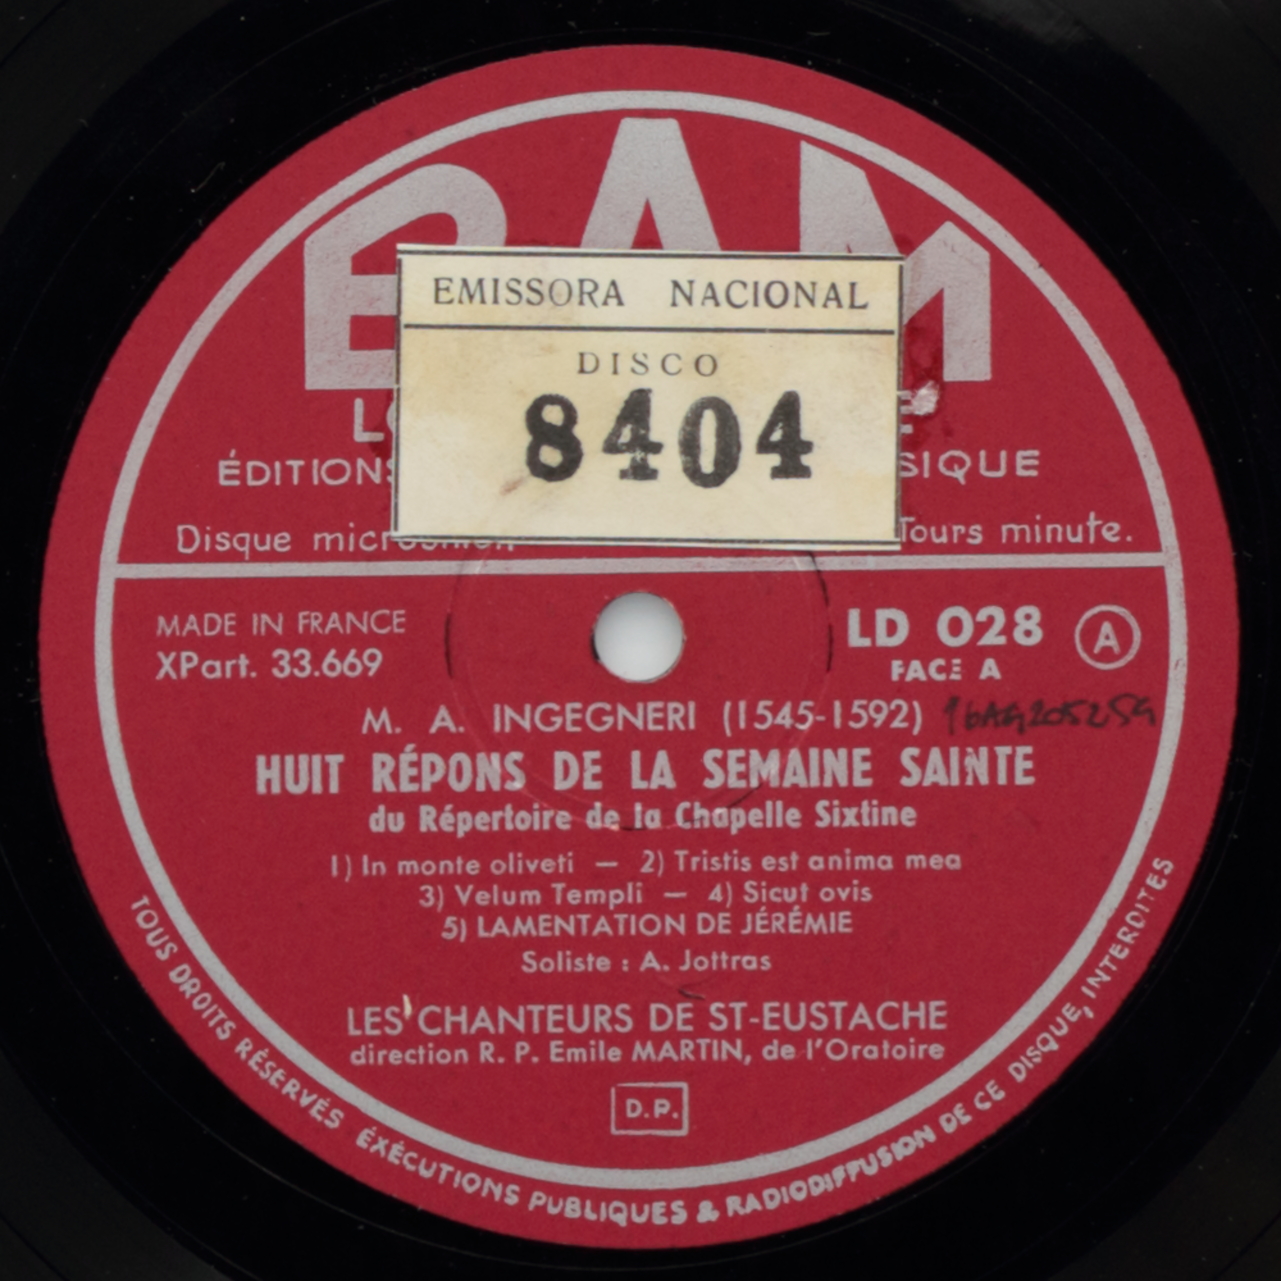 BAM
EMISSORA NACIONAL
DISCO
8404
ÉDITIONS
Disque microsillon
Tours minute.
MADE IN FRANCE
XPart. 33.669
LD 028 A
FACE A
M. A. INGEGNERI (1545-1592)
HUIT RÉPONS DE LA SEMAINE SAINTE
du Répertoire de la Chapelle Sixtine
1) In monte oliveti — 2) Tristis est anima mea
3) Velum Templi — 4) Sicut ovis
5) LAMENTATION DE JÉRÉMIE
Soliste : A. Jottras
LES CHANTEURS DE ST-EUSTACHE
direction R. P. Emile MARTIN, de l'Oratoire
D.P.
TOUS DROITS RÉSERVÉS ÉXÉCUTIONS PUBLIQUES & RADIODIFFUSION DE CE DISQUE, INTERDITES